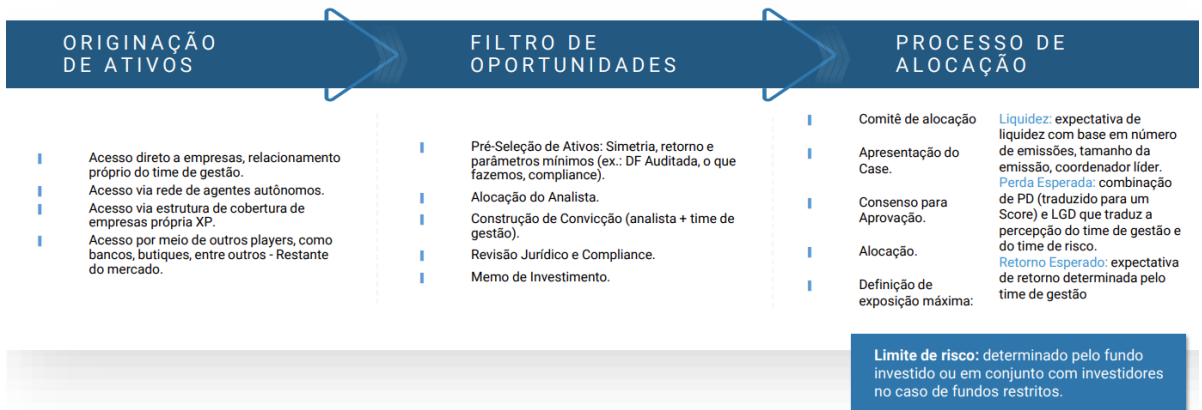 ORIGINAÇÃO
DE ATIVOS
Acesso direto a empresas, relacionamento
próprio do time de gestão.
Acesso via rede de agentes autônomos.
Acesso via estrutura de cobertura de
empresas própria XP.
Acesso por meio de outros players, como
bancos, butiques, entre outros - Restante
do mercado.
FILTRO DE
OPORTUNIDADES
Pré-Seleção de Ativos: Simetria, retorno e
parâmetros mínimos (ex.: DF Auditada, o que
fazemos, compliance).
Alocação do Analista.
Construção de Convicção (analista + time de
gestão).
Revisão Jurídico e Compliance.
Memo de Investimento.
PROCESSO DE
ALOCAÇÃO
Comitê de alocação
Apresentação do
Case.
Consenso para
Aprovação.
Alocação.
Definição de
exposição máxima:
Liquidez: expectativa de
liquidez com base em número
de emissões, tamanho da
emissão, coordenador líder.
Perda Esperada: combinação
de PD (traduzido para um
Score) e LGD que traduz a
percepção do time de gestão e
do time de risco.
Retorno Esperado: expectativa
de retorno determinada pelo
time de gestão
Limite de risco: determinado pelo fundo
investido ou em conjunto com investidores
no caso de fundos restritos.